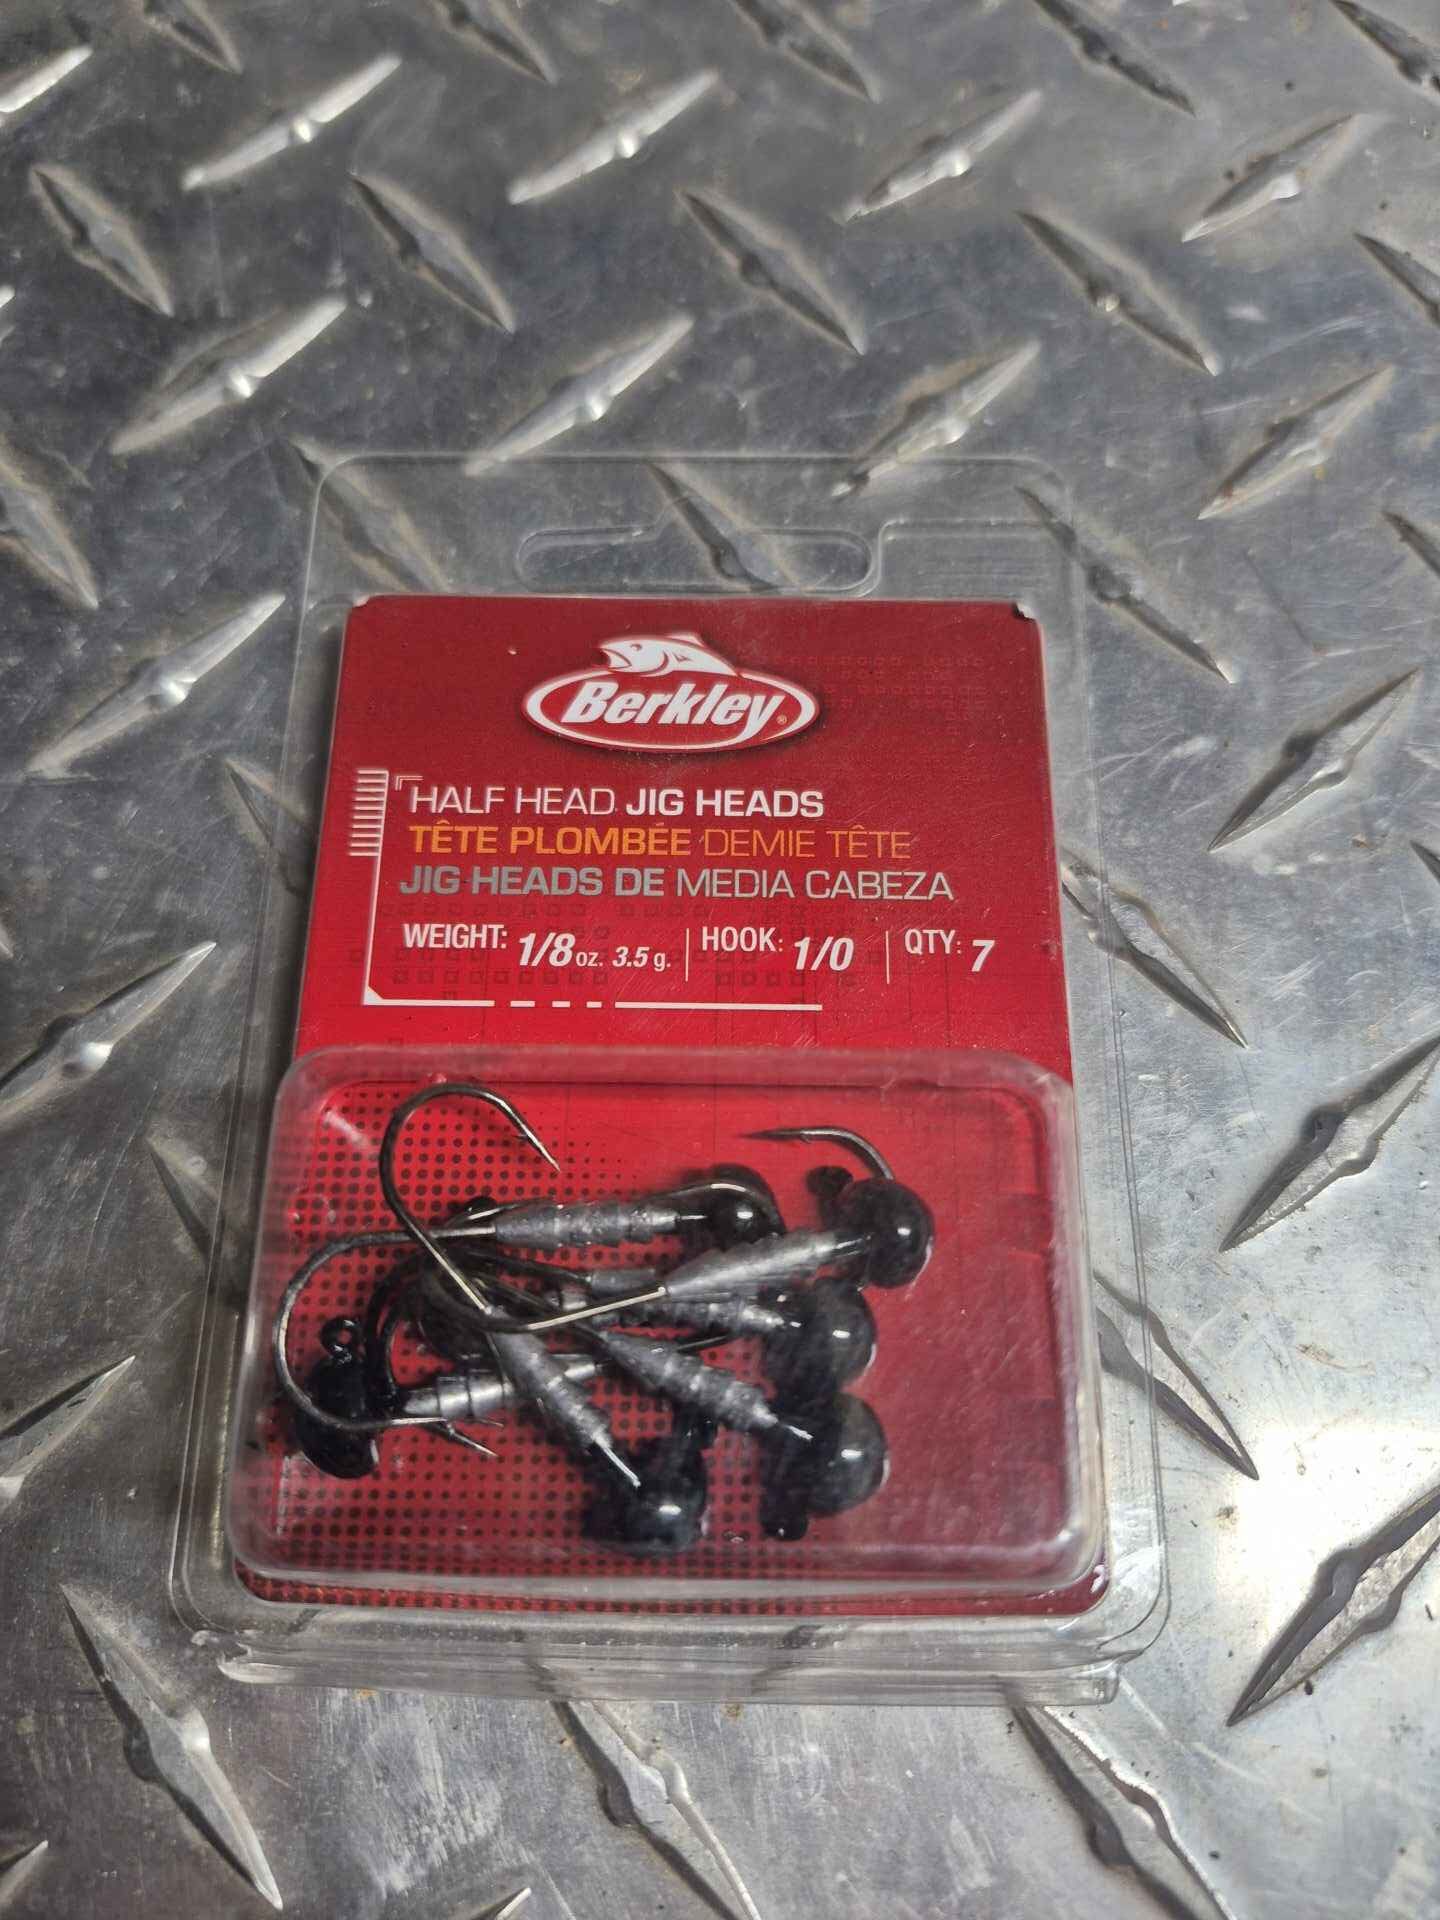 Berkley®
HALF HEAD JIG HEADS
TÊTE PLOMBÉE DEMIE TÊTE
JIG-HEADS DE MEDIA CABEZA
WEIGHT: 1/8 oz. 3.5 g. HOOK: 1/0 QTY: 7